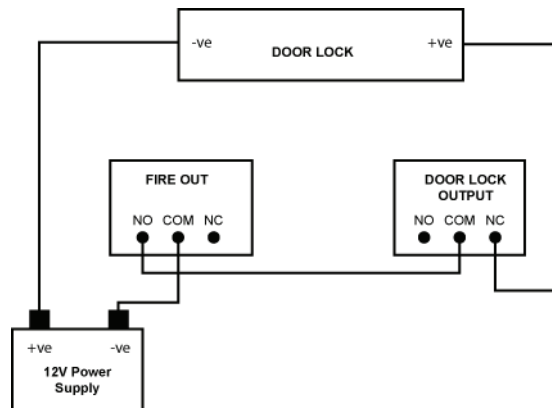 -ve DOOR LOCK +ve
FIRE OUT
NO COM NC
DOOR LOCK
OUTPUT
NO COM NC
+ve -ve
12V Power
Supply